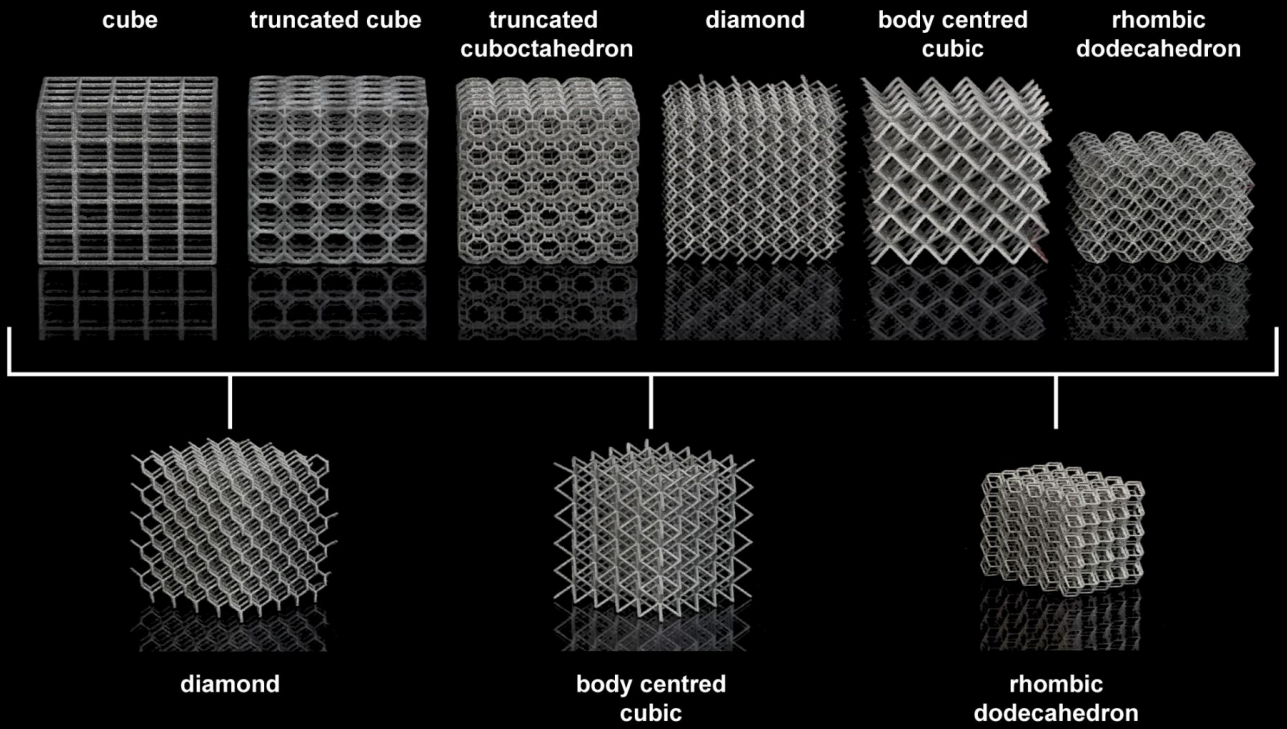 cube
truncated cube
truncated
cuboctahedron
diamond
body centred
cubic
rhombic
dodecahedron
diamond
body centred
cubic
rhombic
dodecahedron